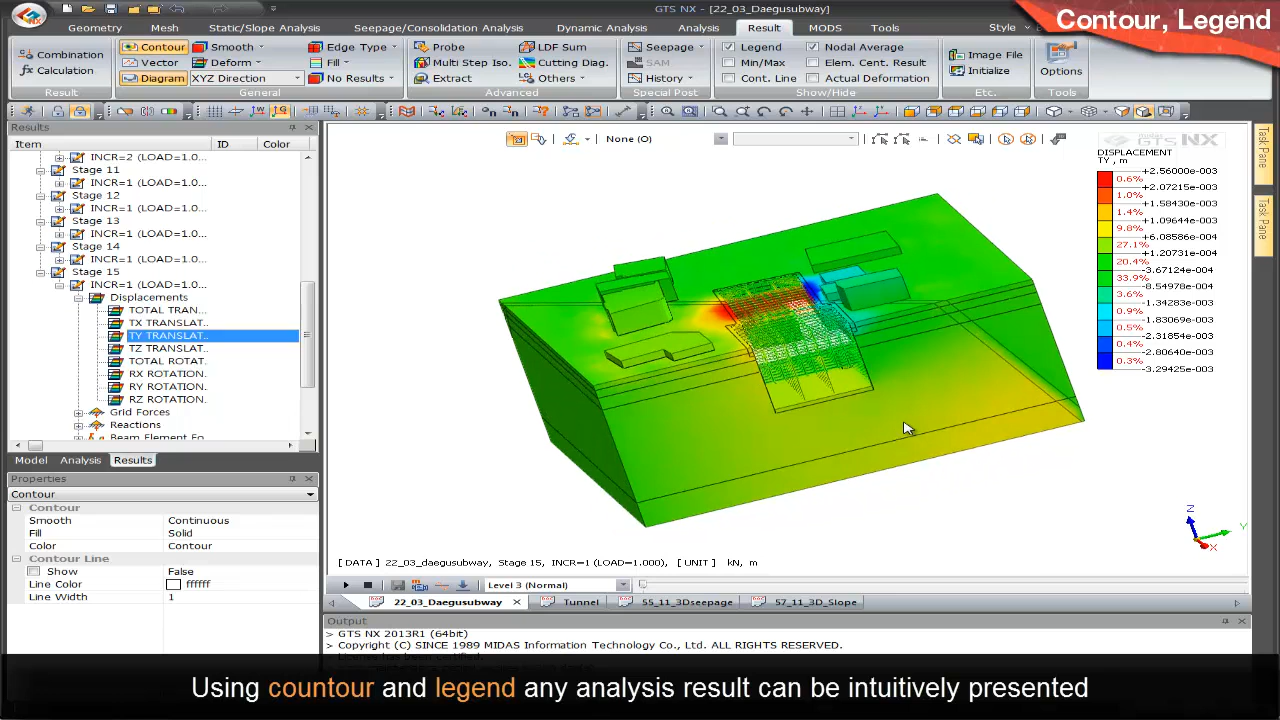 GTS NX - [22_03_Daegusubway]
Contour, Legend
Geometry Mesh Static/Slope Analysis Seepage/Consolidation Analysis Dynamic Analysis Analysis Result MODS Tools Style
Combination Contour Smooth Edge Type Probe LDF Sum Seepage Legend Nodal Average Image File
Calculation Vector Deform Fill Multi Step Iso. Cutting Diag. SAM Min/Max Elem. Cent. Result Initialize Options
Diagram XYZ Direction No Results Extract Others History Cont. Line Actual Deformation
Result General Advanced Special Post Show/Hide Etc. Tools
Results
Item ID Color
None (O)
INCR=2 (LOAD=1.0...
Stage 11
INCR=1 (LOAD=1.0...
Stage 12
INCR=1 (LOAD=1.0...
Stage 13
INCR=1 (LOAD=1.0...
Stage 14
INCR=1 (LOAD=1.0...
Stage 15
INCR=1 (LOAD=1.0...
Displacements
TOTAL TRAN...
TX TRANSLAT..
TY TRANSLAT..
TZ TRANSLAT..
TOTAL ROTAT.
RX ROTATION.
RY ROTATION.
RZ ROTATION.
Grid Forces
Reactions
Beam Element Fo
Model Analysis Results
Properties
Contour
Contour
Smooth Continuous
Fill Solid
Color Contour
Contour Line
Show False
Line Color ffffff
Line Width 1
midas
GTS NX
DISPLACEMENT
TY , m
+2.56000e-003
0.6%
+2.07215e-003
1.0%
+1.58430e-003
1.4%
+1.09644e-003
9.8%
+6.08586e-004
27.1%
+1.20731e-004
20.4%
-3.67124e-004
33.9%
-8.54978e-004
3.6%
-1.34283e-003
0.9%
-1.83069e-003
0.5%
-2.31854e-003
0.4%
-2.80640e-003
0.3%
-3.29425e-003
Task Pane
Task Pane
Z
Y
X
[ DATA ] 22_03_daegusubway, Stage 15, INCR=1 (LOAD=1.000), [ UNIT ] kN, m
Level 3 (Normal)
22_03_Daegusubway Tunnel 55_11_3Dseepage 57_11_3D_Slope
Output
> GTS NX 2013R1 (64bit)
> Copyright (C) SINCE 1989 MIDAS Information Technology Co., Ltd. ALL RIGHTS RESERVED.
Using countour and legend any analysis result can be intuitively presented